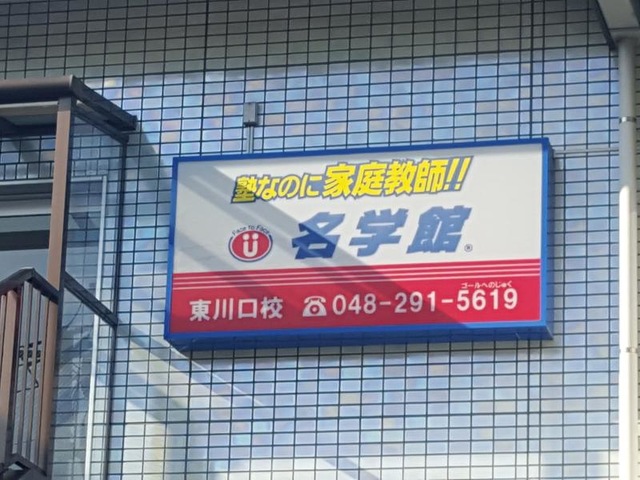 塾なのに家庭教師!!
Face to Face
名学館®
ゴールへのじゅく
東川口校 ☎048-291-5619